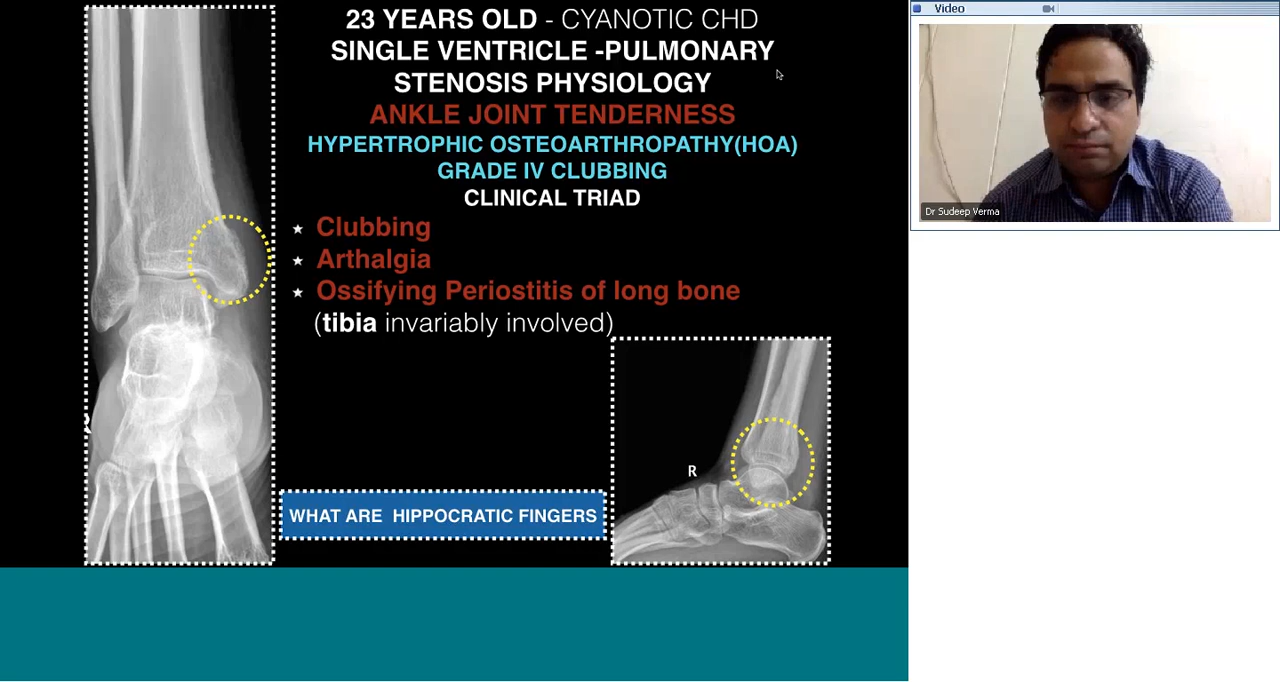 23 YEARS OLD - CYANOTIC CHD
SINGLE VENTRICLE -PULMONARY
STENOSIS PHYSIOLOGY
ANKLE JOINT TENDERNESS
HYPERTROPHIC OSTEOARTHROPATHY(HOA)
GRADE IV CLUBBING
CLINICAL TRIAD
Clubbing
Arthalgia
Ossifying Periostitis of long bone
(tibia invariably involved)
R
WHAT ARE HIPPOCRATIC FINGERS
Video
Dr Sudeep Verma